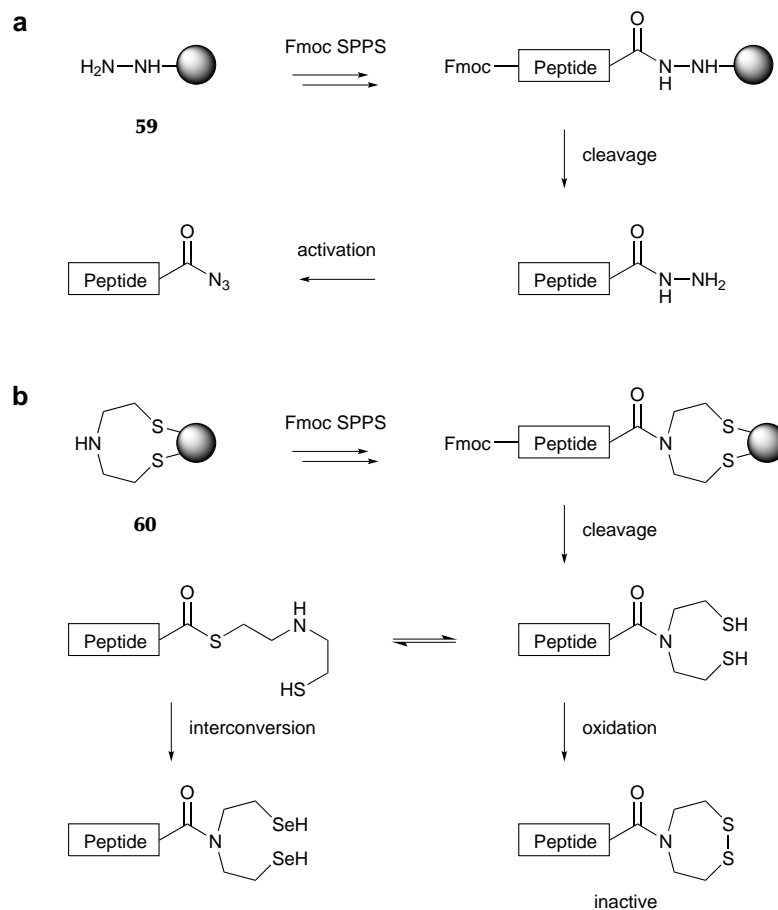 a
H2N NH
Fmoc SPPS
Fmoc Peptide O N H NH
59
cleavage
Peptide O N3
activation
Peptide O N H NH2
b
HN S S
Fmoc SPPS
Fmoc Peptide O N S S
60
cleavage
Peptide O S H N HS
Peptide O N SH SH
interconversion
oxidation
Peptide O N SeH SeH
Peptide O N S S
inactive